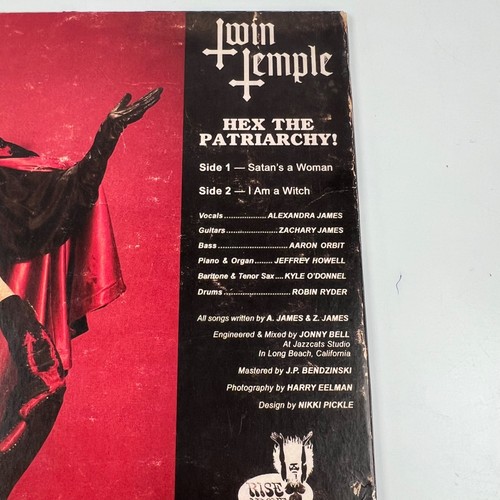 twin
temple
HEX THE
PATRIARCHY!
Side 1 — Satan's a Woman
Side 2 — I Am a Witch
Vocals.................... ALEXANDRA JAMES
Guitars........................ ZACHARY JAMES
Bass................................. AARON ORBIT
Piano & Organ........ JEFFREY HOWELL
Baritone & Tenor Sax.... KYLE O'DONNEL
Drums............................... ROBIN RYDER
All songs written by A. JAMES & Z. JAMES
Engineered & Mixed by JONNY BELL
At Jazzcats Studio
In Long Beach, California
Mastered by J.P. BENDZINSKI
Photography by HARRY EELMAN
Design by NIKKI PICKLE
RISE